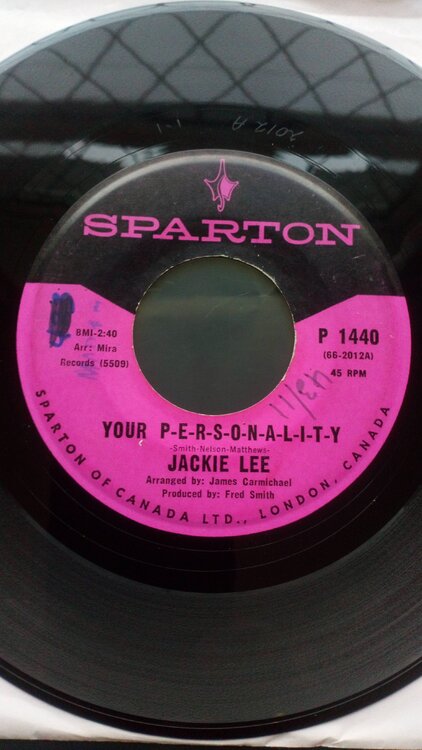 2012 A
SPARTON
BMI-2:40
Arr: Mira
Records (5509)
P 1440
(66-2012A)
45 RPM
YOUR P-E-R-S-O-N-A-L-I-T-Y
-Smith-Nelson-Matthews-
JACKIE LEE
Arranged by: James Carmichael
Produced by: Fred Smith
SPARTON OF CANADA LTD., LONDON, CANADA